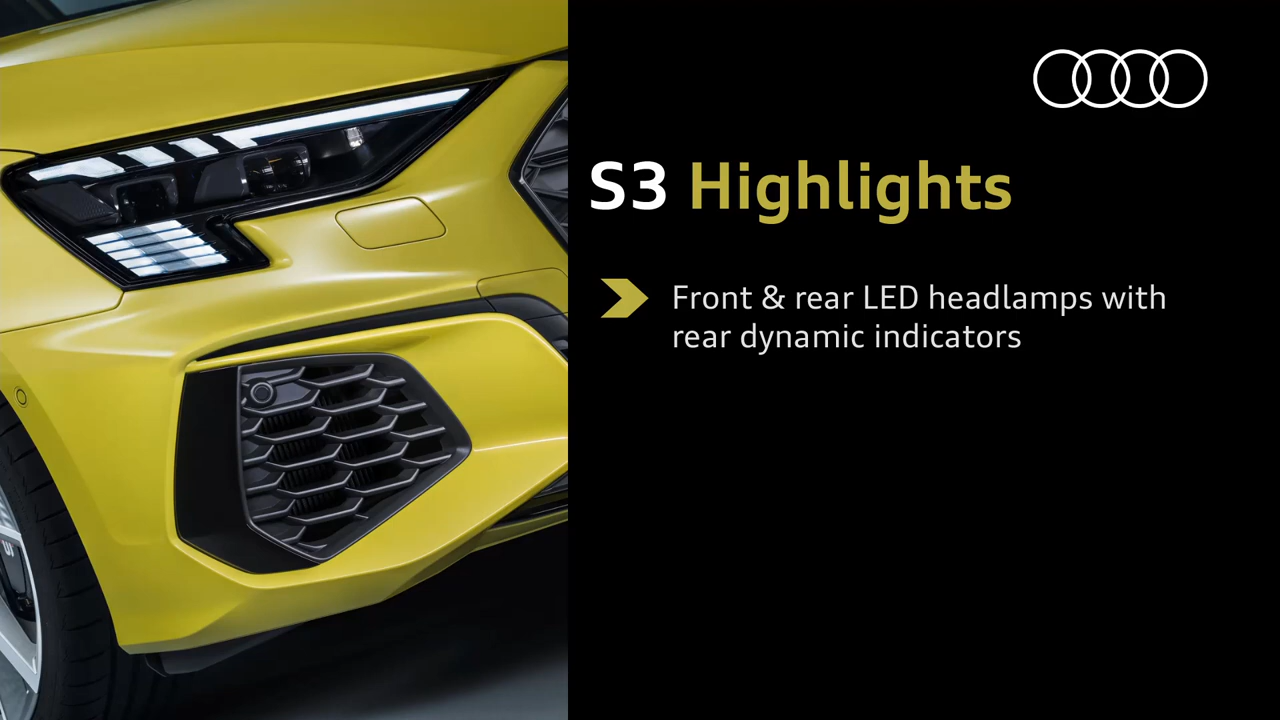 S3 Highlights
Front & rear LED headlamps with
rear dynamic indicators